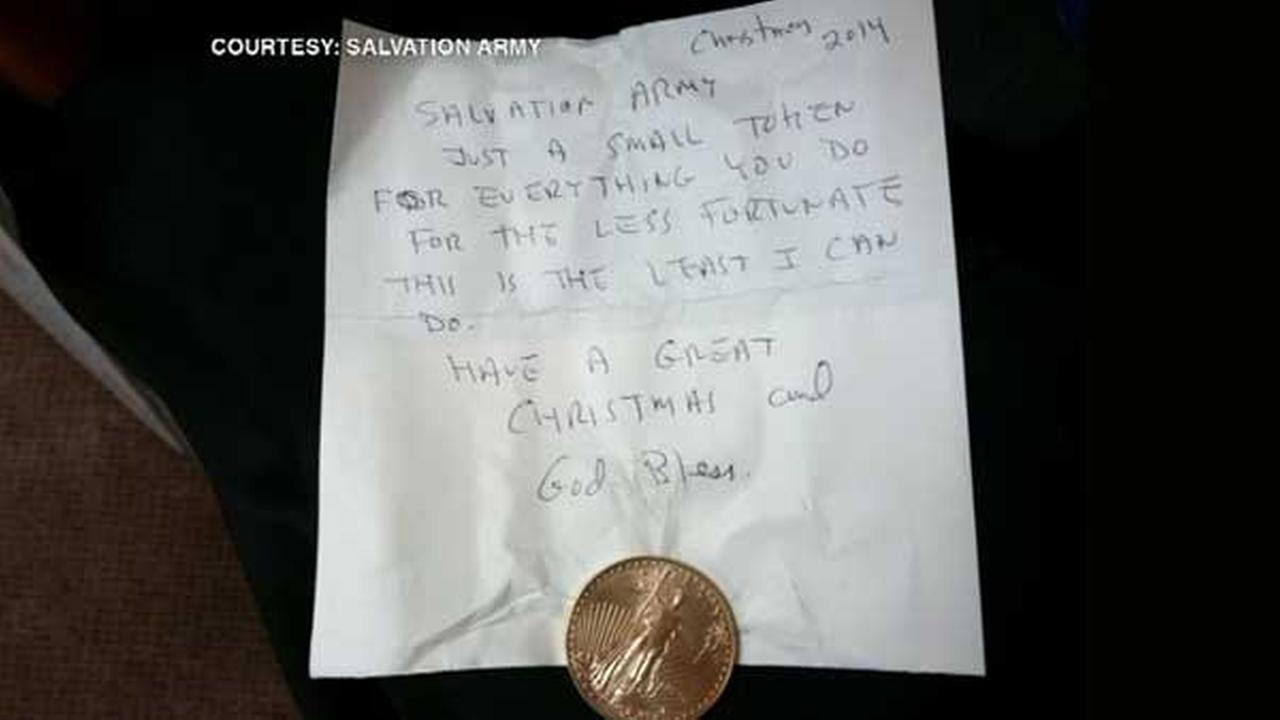 COURTESY: SALVATION ARMY
Christmas 2014
SALVATION ARMY
JUST A SMALL TOKEN
FOR EVERYTHING YOU DO
FOR THE LESS FORTUNATE
THIS IS THE LEAST I CAN
DO.
HAVE A GREAT
CHRISTMAS and
God Bless.